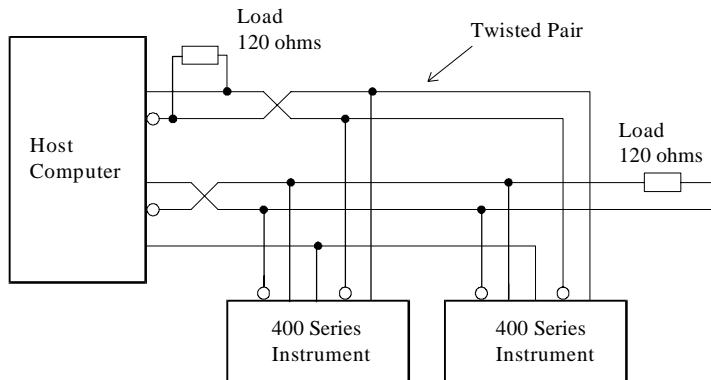 Load
120 ohms
Twisted Pair
Host
Computer
Load
120 ohms
400 Series
Instrument
400 Series
Instrument